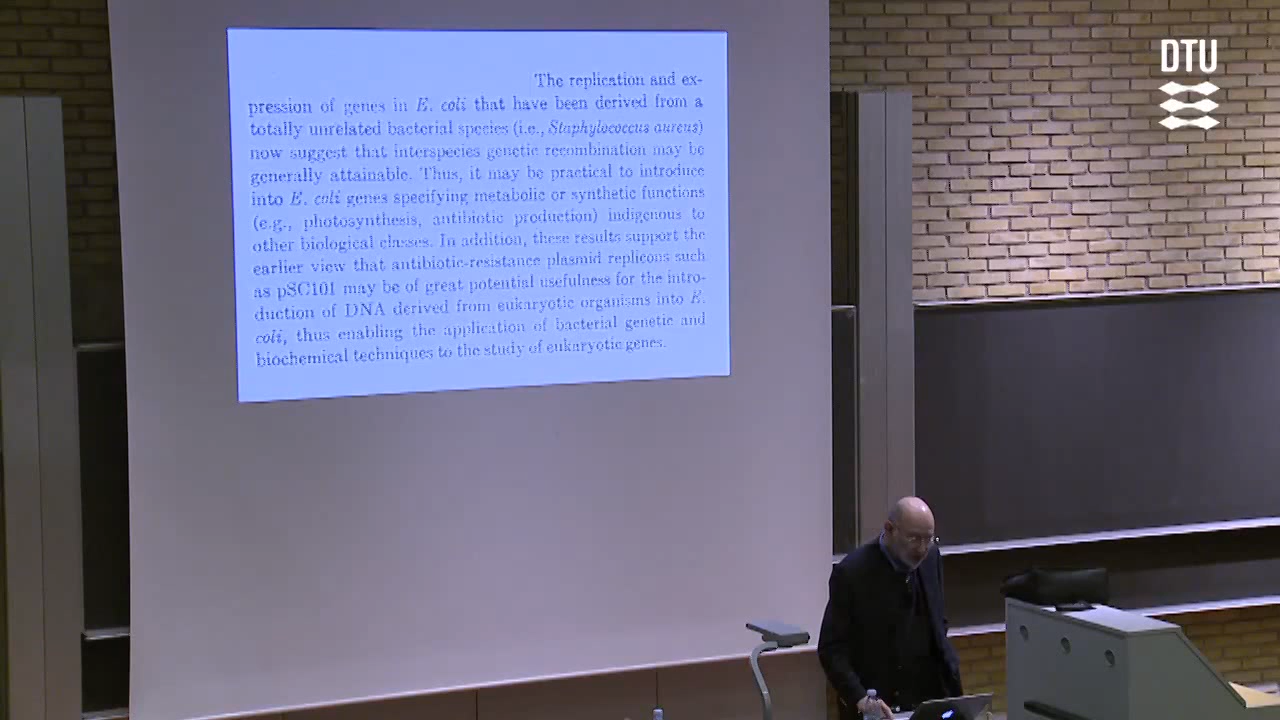 DTU
The replication and ex-
pression of genes in E. coli that have been derived from a
totally unrelated bacterial species (i.e., Staphylococcus aureus)
now suggest that interspecies genetic recombination may be
generally attainable. Thus, it may be practical to introduce
into E. coli genes specifying metabolic or synthetic functions
(e.g., photosynthesis, antibiotic production) indigenous to
other biological classes. In addition, these results support the
earlier view that antibiotic-resistance plasmid replicons such
as pSC101 may be of great potential usefulness for the intro-
duction of DNA derived from eukaryotic organisms into E.
coli, thus enabling the application of bacterial genetic and
biochemical techniques to the study of eukaryotic genes.